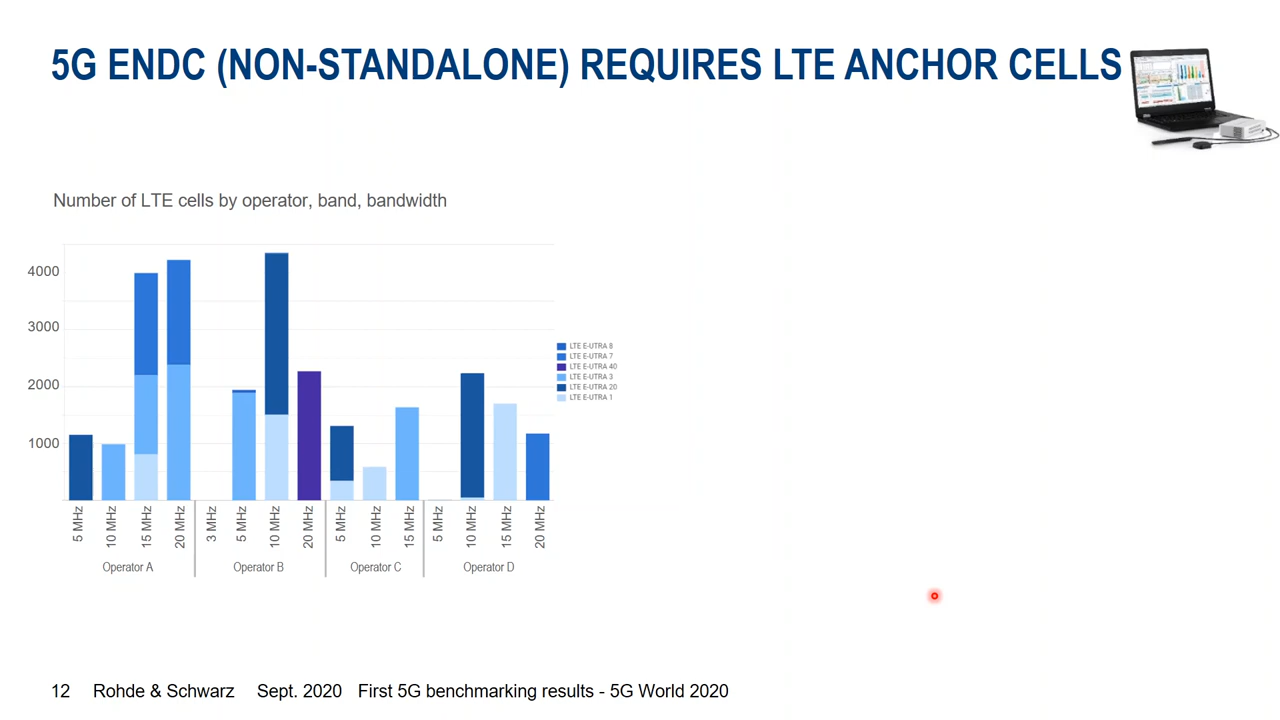 5G ENDC (NON-STANDALONE) REQUIRES LTE ANCHOR CELLS
Number of LTE cells by operator, band, bandwidth
4000
3000
2000
1000
LTE E-UTRA 8
LTE E-UTRA 7
LTE E-UTRA 40
LTE E-UTRA 3
LTE E-UTRA 20
LTE E-UTRA 1
5 MHz 10 MHz 15 MHz 20 MHz 3 MHz 5 MHz 10 MHz 20 MHz 5 MHz 10 MHz 15 MHz 5 MHz 10 MHz 15 MHz 20 MHz
Operator A Operator B Operator C Operator D
12 Rohde & Schwarz Sept. 2020 First 5G benchmarking results - 5G World 2020